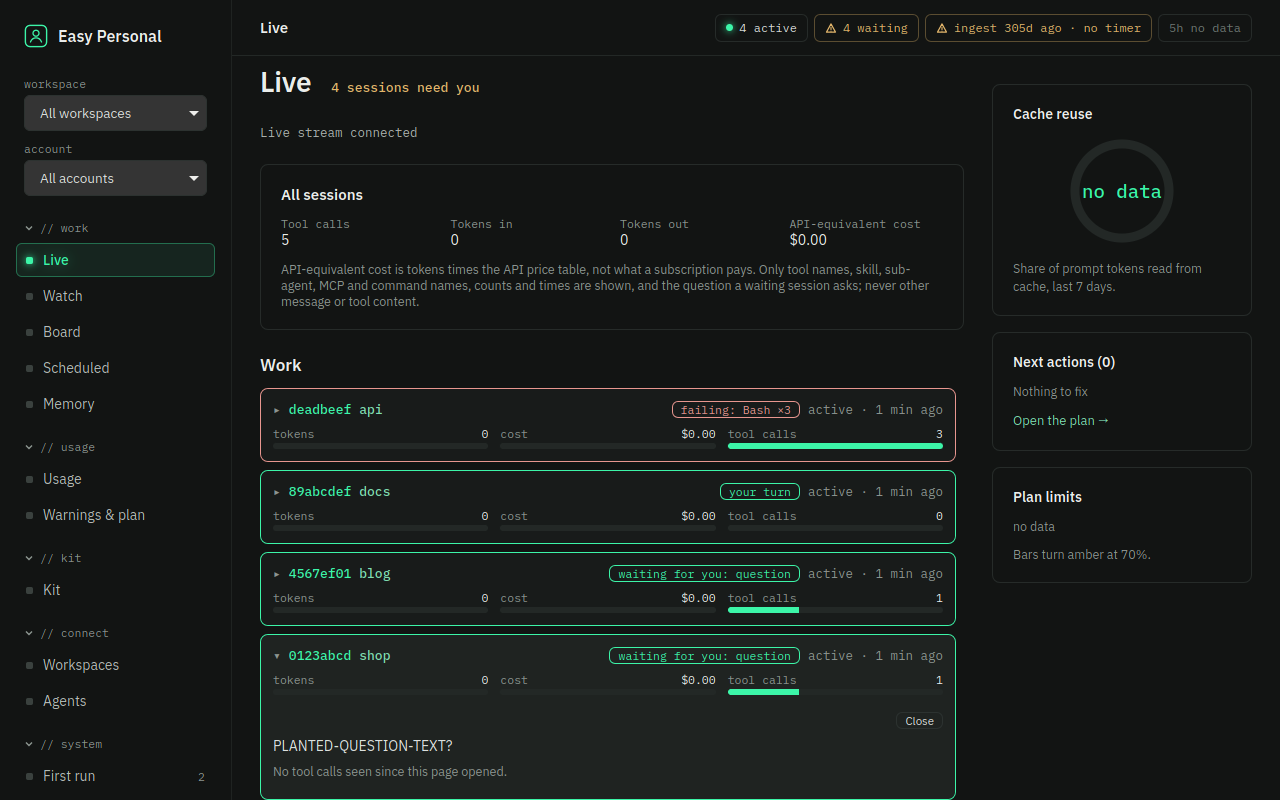 Easy Personal
workspace
All workspaces
account
All accounts
// work
Live
Watch
Board
Scheduled
Memory
// usage
Usage
Warnings & plan
// kit
Kit
// connect
Workspaces
Agents
// system
First run 2
Live
4 active
4 waiting
ingest 305d ago · no timer
5h no data
Live 4 sessions need you
Live stream connected
All sessions
Tool calls Tokens in Tokens out API-equivalent cost
5 0 0 $0.00
API-equivalent cost is tokens times the API price table, not what a subscription pays. Only tool names, skill, sub-
agent, MCP and command names, counts and times are shown, and the question a waiting session asks; never other
message or tool content.
Work
▸ deadbeef api failing: Bash ×3 active · 1 min ago
tokens 0 cost $0.00 tool calls 3
▸ 89abcdef docs your turn active · 1 min ago
tokens 0 cost $0.00 tool calls 0
▸ 4567ef01 blog waiting for you: question active · 1 min ago
tokens 0 cost $0.00 tool calls 1
▾ 0123abcd shop waiting for you: question active · 1 min ago
tokens 0 cost $0.00 tool calls 1
Close
PLANTED-QUESTION-TEXT?
No tool calls seen since this page opened.
Cache reuse
no data
Share of prompt tokens read from
cache, last 7 days.
Next actions (0)
Nothing to fix
Open the plan →
Plan limits
no data
Bars turn amber at 70%.